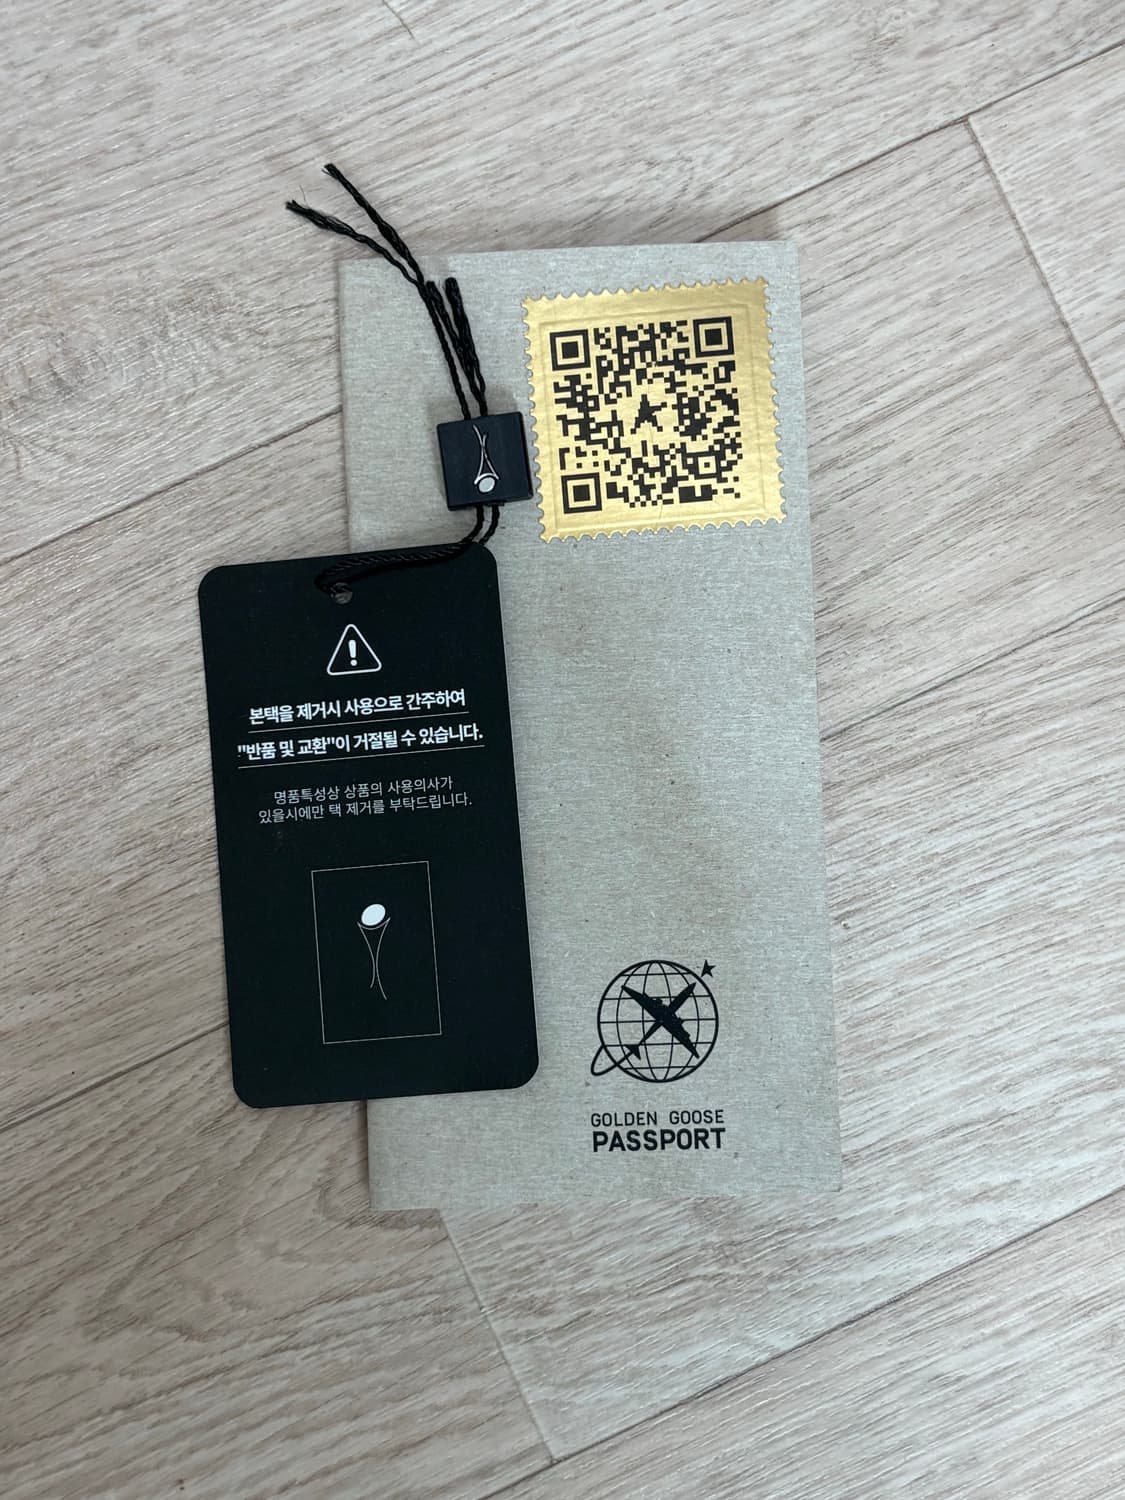 본택을 제거시 사용으로 간주하여
"반품 및 교환"이 거절될 수 있습니다.
명품특성상 상품의 사용의사가
있을시에만 택 제거를 부탁드립니다.
GOLDEN GOOSE
PASSPORT